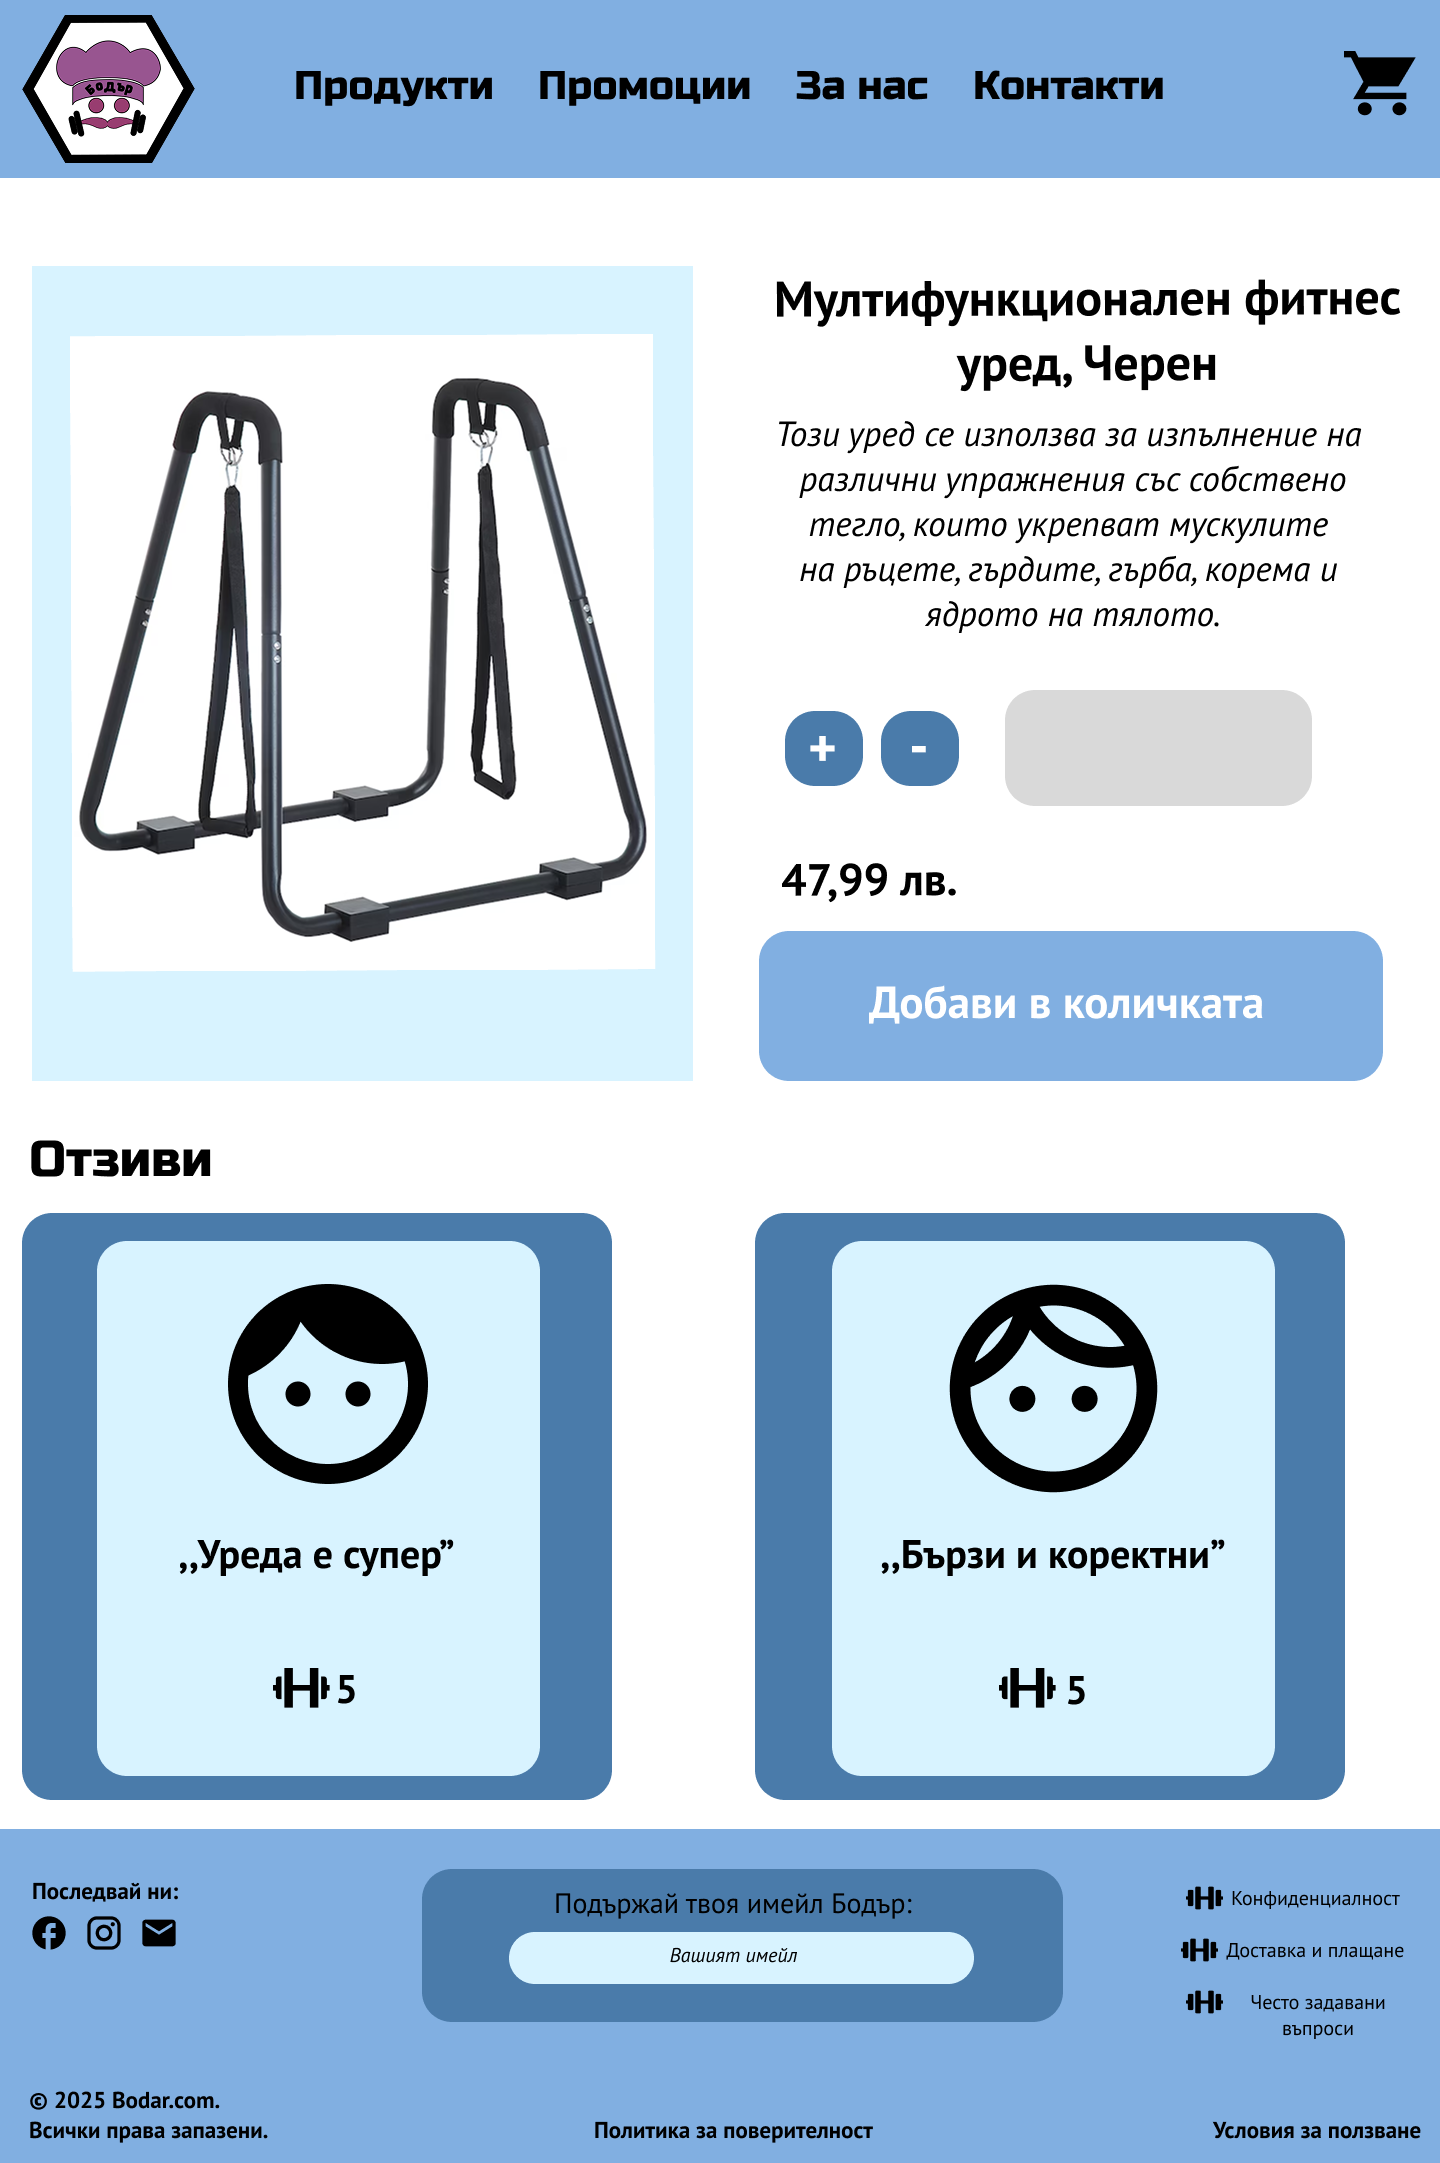 Бодър
Продукти Промоции За нас Контакти
Мултифункционален фитнес
уред, Черен
Този уред се използва за изпълнение на
различни упражнения със собствено
тегло, които укрепват мускулите
на ръцете, гърдите, гърба, корема и
ядрото на тялото.
+ -
47,99 лв.
Добави в количката
Отзиви
,,Уреда е супер”
5
,,Бързи и коректни”
5
Последвай ни:
Подържай твоя имейл Бодър:
Вашият имейл
Конфиденциалност
Доставка и плащане
Често задавани
въпроси
© 2025 Bodar.com.
Всички права запазени.
Политика за поверителност
Условия за ползване